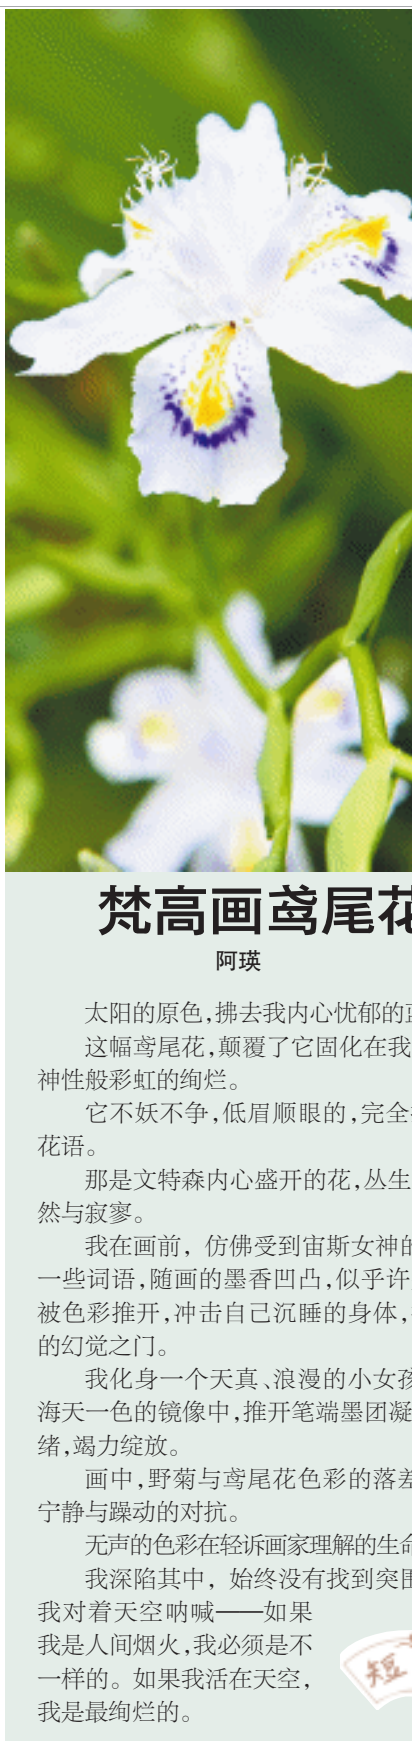 梵高画鸢尾
阿瑛
太阳的原色,拂去我内心忧郁的
这幅鸢尾花,颠覆了它固化在我
神性般彩虹的绚烂。
它不妖不争,低眉顺眼的,完全
花语。
那是文特森内心盛开的花,丛生
然与寂寥。
我在画前，仿佛受到宙斯女神的
一些词语,随画的墨香凹凸,似乎许
被色彩推开,冲击自己沉睡的身体,
的幻觉之门。
我化身一个天真、浪漫的小女孩
海天一色的镜像中,推开笔端墨团凝
绪,竭力绽放。
画中,野菊与鸢尾花色彩的落差
宁静与躁动的对抗。
无声的色彩在轻诉画家理解的生命
我深陷其中，始终没有找到突围
我对着天空呐喊——如果
我是人间烟火,我必须是不
一样的。如果我活在天空,
我是最绚烂的。
短